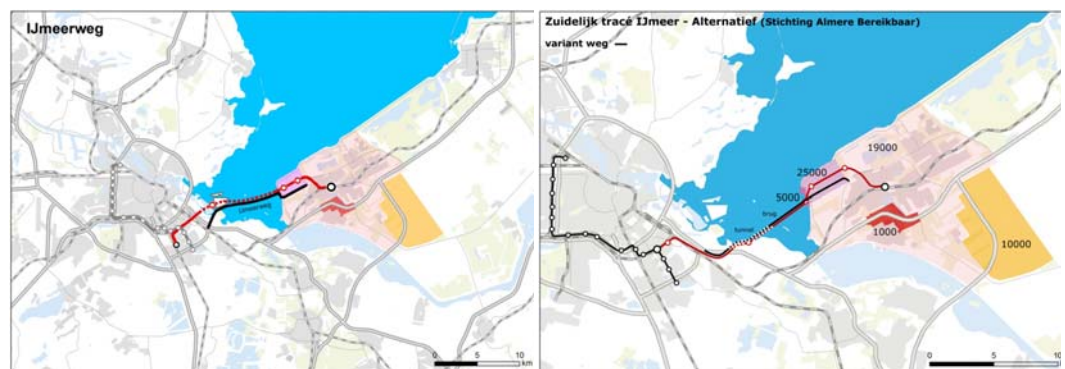 IJmeerweg
IJmeerweg
0 5 10
km
Zuidelijk tracé IJmeer - Alternatief (Stichting Almere Bereikbaar)
variant weg
19000
25000
5000
brug
tunnel
1000
10000
0 5 10
km